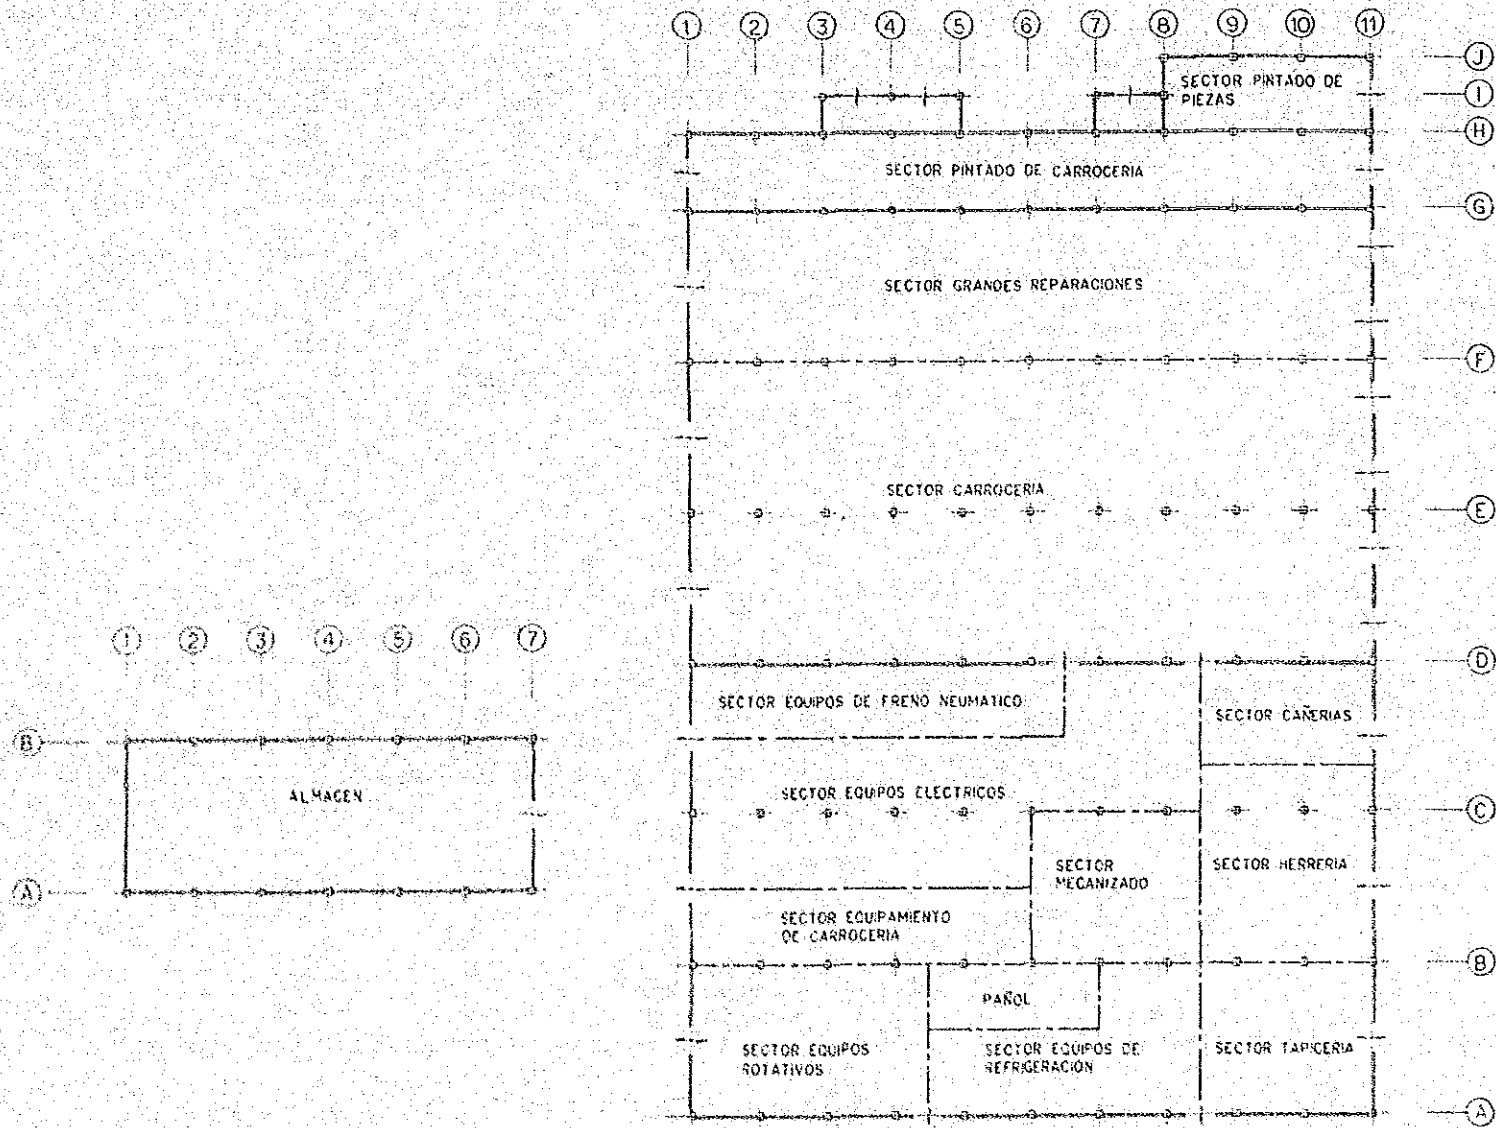 1 2 3 4 5 6 7 8 9 10 11
J
SECTOR PINTADO DE
PIEZAS
I
H
SECTOR PINTADO DE CARROCERIA
G
SECTOR GRANDES REPARACIONES
F
SECTOR CARROCERIA
E
1 2 3 4 5 6 7
D
SECTOR EQUIPOS DE FRENO NEUMATICO
SECTOR CAÑERIAS
B
ALMACEN
SECTOR EQUIPOS ELECTRICOS
C
SECTOR
MECANIZADO
SECTOR HERRERIA
A
SECTOR EQUIPAMIENTO
DE CARROCERIA
B
PAÑOL
SECTOR EQUIPOS
ROTATIVOS
SECTOR EQUIPOS DE
REFRIGERACION
SECTOR TAPICERIA
A